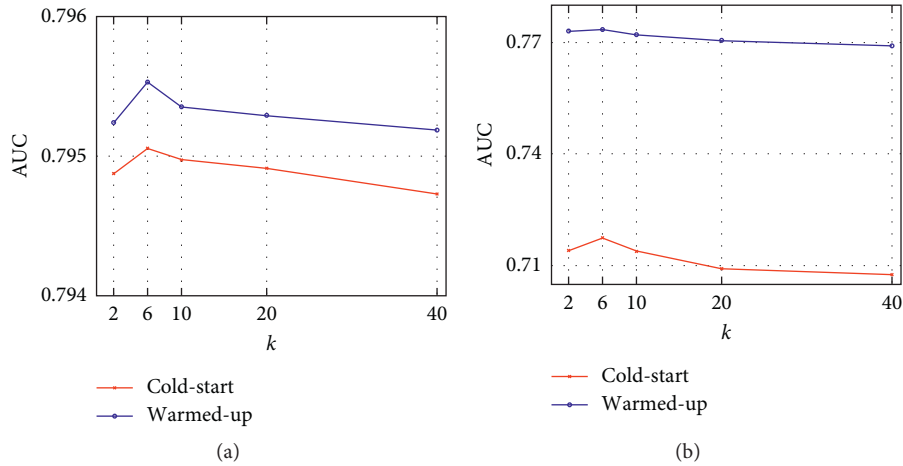 0.796
0.795
0.794
AUC
2 6 10 20 40
k
Cold-start
Warmed-up
(a)
0.77
0.74
0.71
AUC
2 6 10 20 40
k
Cold-start
Warmed-up
(b)